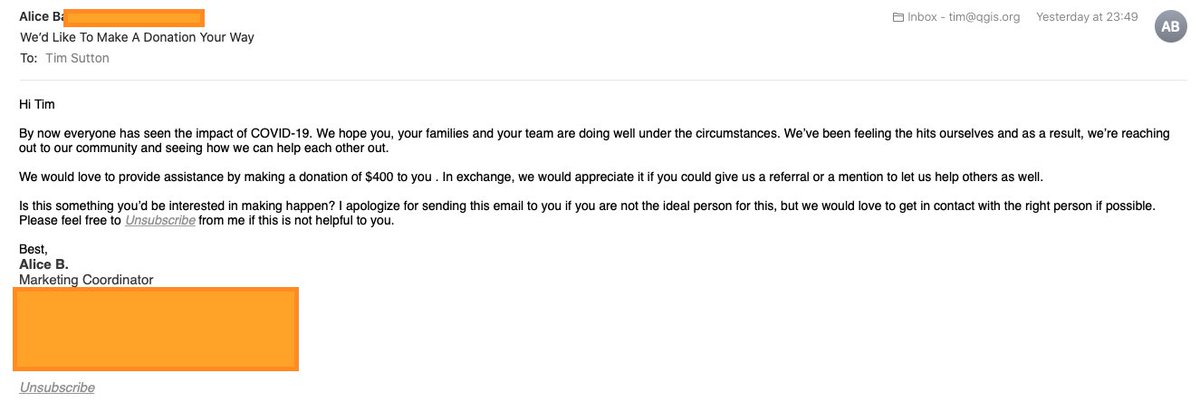 Alice Ba
Inbox - tim@qgis.org Yesterday at 23:49
AB
We'd Like To Make A Donation Your Way
To: Tim Sutton
Hi Tim
By now everyone has seen the impact of COVID-19. We hope you, your families and your team are doing well under the circumstances. We've been feeling the hits ourselves and as a result, we're reaching
out to our community and seeing how we can help each other out.
We would love to provide assistance by making a donation of $400 to you . In exchange, we would appreciate it if you could give us a referral or a mention to let us help others as well.
Is this something you'd be interested in making happen? I apologize for sending this email to you if you are not the ideal person for this, but we would love to get in contact with the right person if possible.
Please feel free to Unsubscribe from me if this is not helpful to you.
Best,
Alice B.
Marketing Coordinator
Unsubscribe